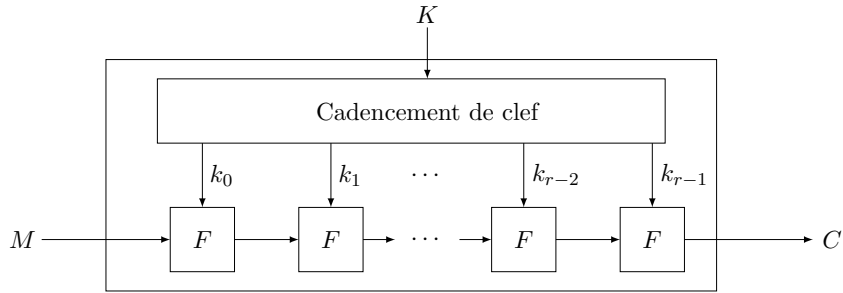 K
Cadencement de clef
k₀ k₁ ⋯ kᵣ₋₂ kᵣ₋₁
M F F ⋯ F F C